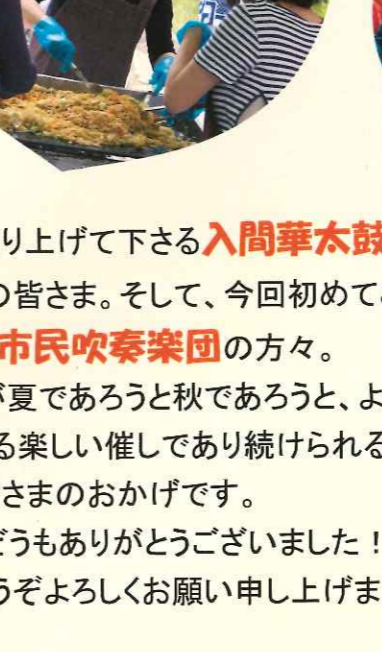 り上げて下さる入間華太鼓
の皆さま。そして、今回初めて
市民吹奏楽団の方々。
が夏であろうと秋であろうと、よ
る楽しい催しであり続けられる
さまのおかげです。
どうもありがとうございました！
うぞよろしくお願い申し上げま